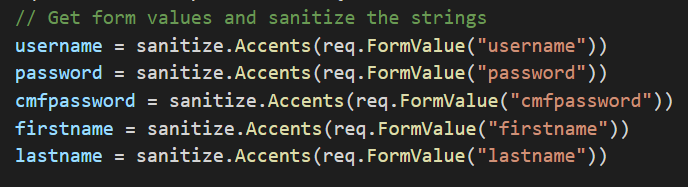 // Get form values and sanitize the strings
username = sanitize.Accents(req.FormValue("username"))
password = sanitize.Accents(req.FormValue("password"))
cmfpassword = sanitize.Accents(req.FormValue("cmfpassword"))
firstname = sanitize.Accents(req.FormValue("firstname"))
lastname = sanitize.Accents(req.FormValue("lastname"))